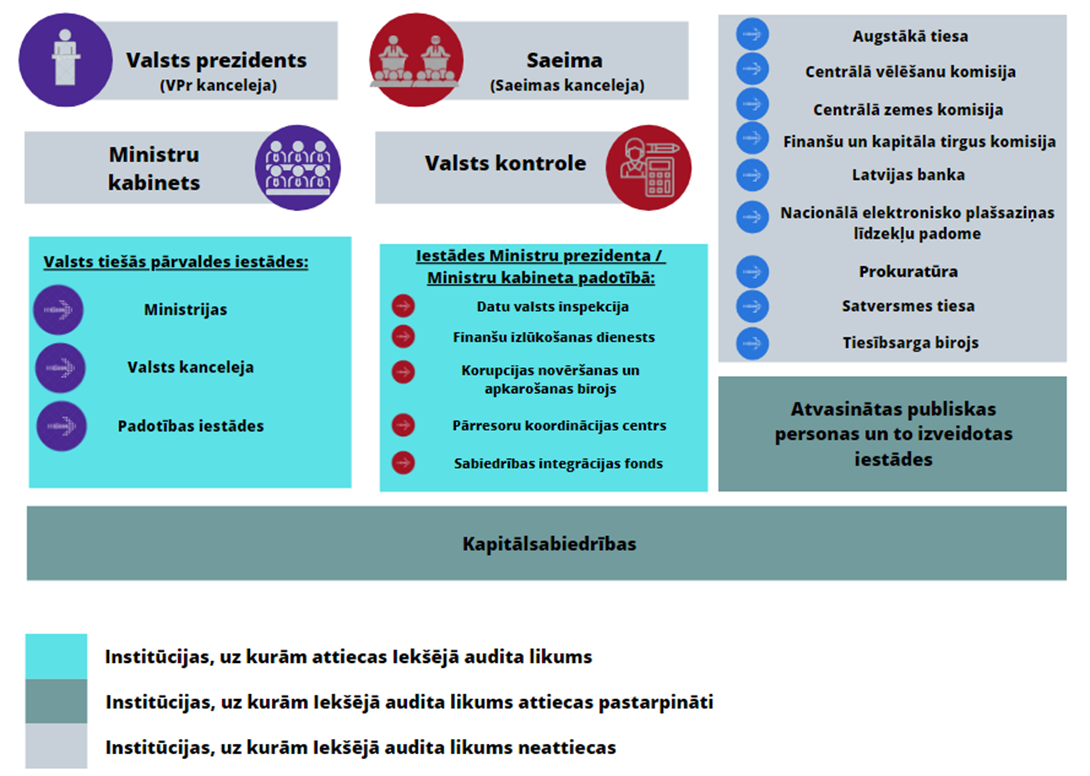 Valsts prezidents
(VPr kanceleja)
Saeima
(Saeimas kanceleja)
Ministru
kabinets
Valsts kontrole
Augstākā tiesa
Centrālā vēlēšanu komisija
Centrālā zemes komisija
Finanšu un kapitāla tirgus komisija
Latvijas banka
Nacionālā elektronisko plašsaziņas
līdzekļu padome
Prokuratūra
Satversmes tiesa
Tiesībsarga birojs
Valsts tiešās pārvaldes iestādes:
Ministrijas
Valsts kanceleja
Padotības iestādes
Iestādes Ministru prezidenta /
Ministru kabineta padotībā:
Datu valsts inspekcija
Finanšu izlūkošanas dienests
Korupcijas novēršanas un
apkarošanas birojs
Pārresoru koordinācijas centrs
Sabiedrības integrācijas fonds
Atvasinātas publiskas
personas un to izveidotas
iestādes
Kapitālsabiedrības
Institūcijas, uz kurām attiecas Iekšējā audita likums
Institūcijas, uz kurām Iekšējā audita likums attiecas pastarpināti
Institūcijas, uz kurām Iekšējā audita likums neattiecas